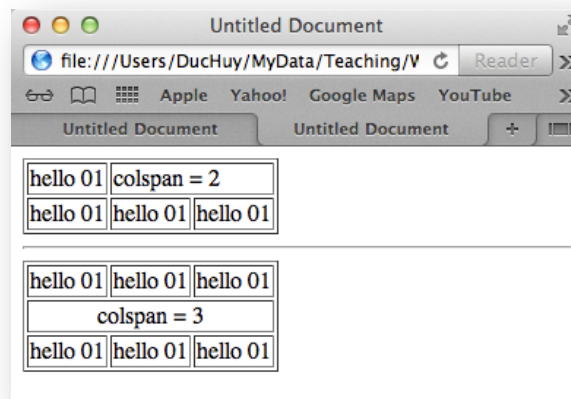 Untitled Document
file:///Users/DucHuy/MyData/Teaching/W Reader
Apple Yahoo! Google Maps YouTube
Untitled Document Untitled Document
hello 01 colspan = 2
hello 01 hello 01 hello 01
hello 01 hello 01 hello 01
colspan = 3
hello 01 hello 01 hello 01